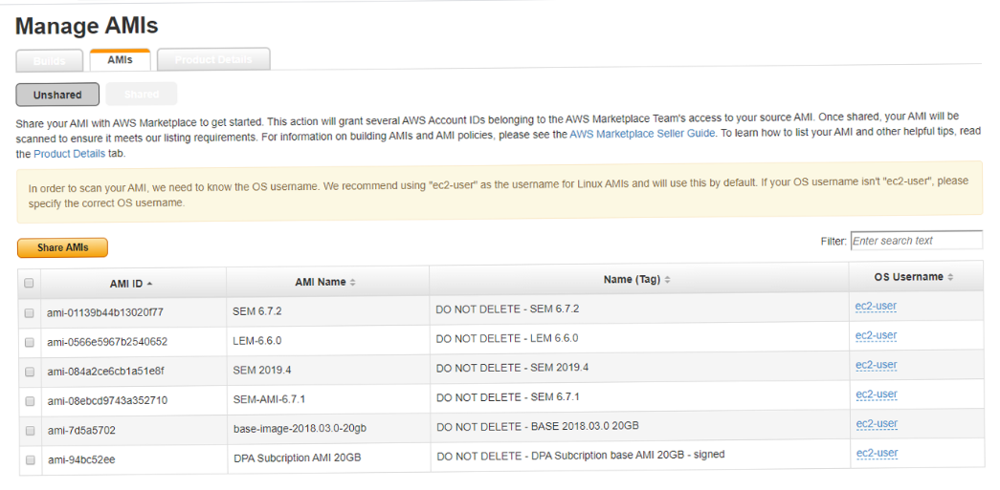 Manage AMIs
Builds AMIs Product Details
Unshared Shared
Share your AMI with AWS Marketplace to get started. This action will grant several AWS Account IDs belonging to the AWS Marketplace Team's access to your source AMI. Once shared, your AMI will be
scanned to ensure it meets our listing requirements. For information on building AMIs and AMI policies, please see the AWS Marketplace Seller Guide. To learn how to list your AMI and other helpful tips, read
the Product Details tab.
In order to scan your AMI, we need to know the OS username. We recommend using "ec2-user" as the username for Linux AMIs and will use this by default. If your OS username isn't "ec2-user", please
specify the correct OS username.
Share AMIs Filter: Enter search text
AMI ID AMI Name Name (Tag) OS Username
ami-01139b44b13020f77 SEM 6.7.2 DO NOT DELETE - SEM 6.7.2 ec2-user
ami-0566e5967b2540652 LEM-6.6.0 DO NOT DELETE - LEM 6.6.0 ec2-user
ami-084a2ce6cb1a51e8f SEM 2019.4 DO NOT DELETE - SEM 2019.4 ec2-user
ami-08ebcd9743a352710 SEM-AMI-6.7.1 DO NOT DELETE - SEM 6.7.1 ec2-user
ami-7d5a5702 base-image-2018.03.0-20gb DO NOT DELETE - BASE 2018.03.0 20GB ec2-user
ami-94bc52ee DPA Subcription AMI 20GB DO NOT DELETE - DPA Subcription base AMI 20GB - signed ec2-user